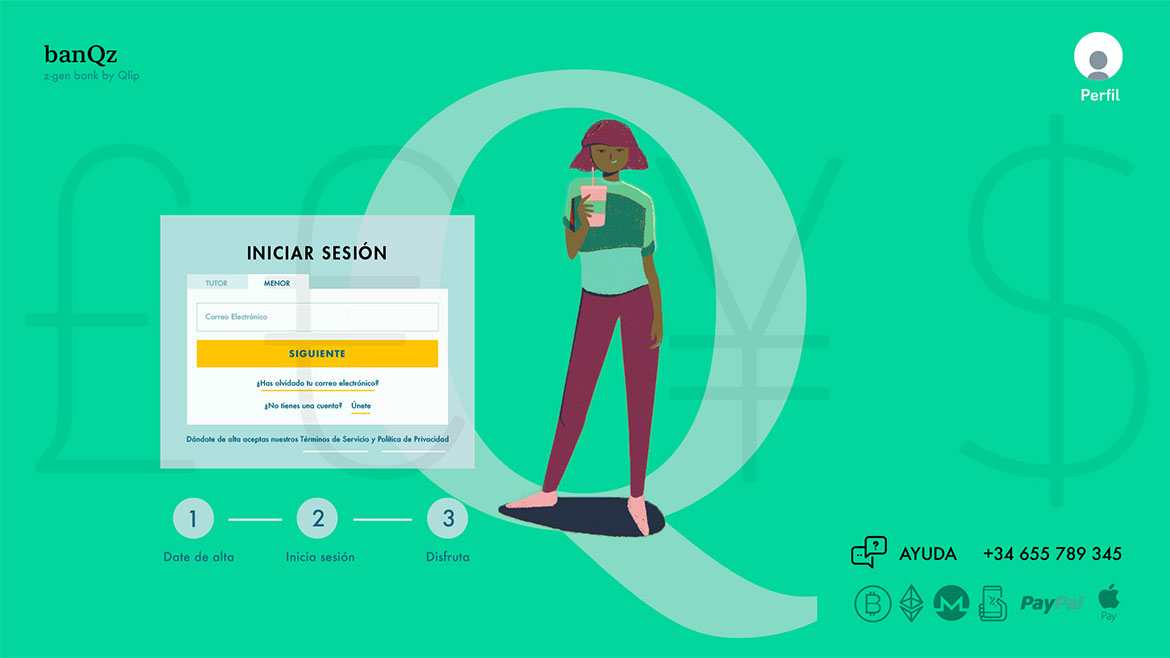 banQz
z-gen bank by Qlip
Perfil
Q
£ € ¥ $
INICIAR SESIÓN
TUTOR MENOR
Correo Electrónico
SIGUIENTE
¿Has olvidado tu correo electrónico?
¿No tienes una cuenta? Únete
Dándote de alta aceptas nuestros Términos de Servicio y Política de Privacidad
1 2 3
Date de alta Inicia sesión Disfruta
? AYUDA +34 655 789 345
PayPal
Pay